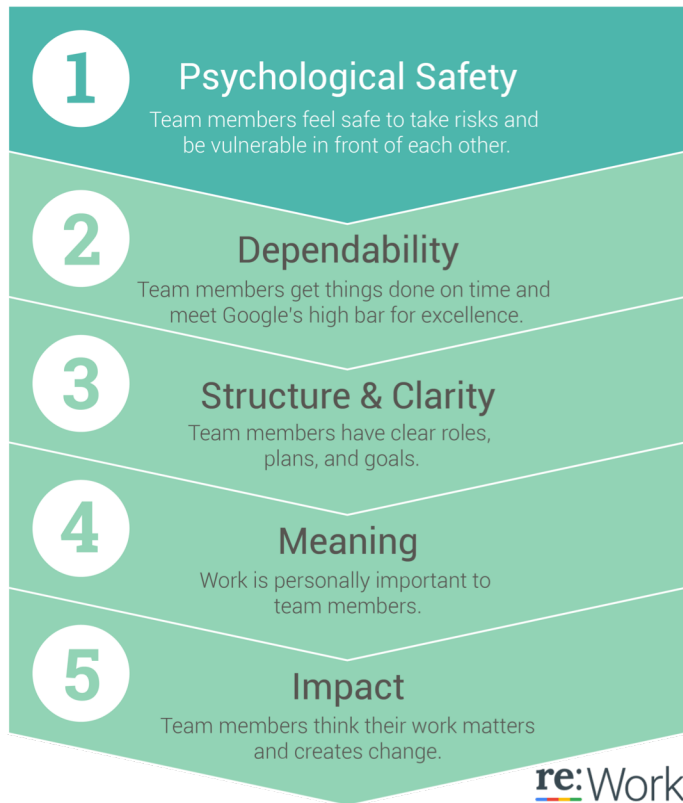 1
Psychological Safety
Team members feel safe to take risks and
be vulnerable in front of each other.
2
Dependability
Team members get things done on time and
meet Google's high bar for excellence.
3
Structure & Clarity
Team members have clear roles,
plans, and goals.
4
Meaning
Work is personally important to
team members.
5
Impact
Team members think their work matters
and creates change.
re:Work